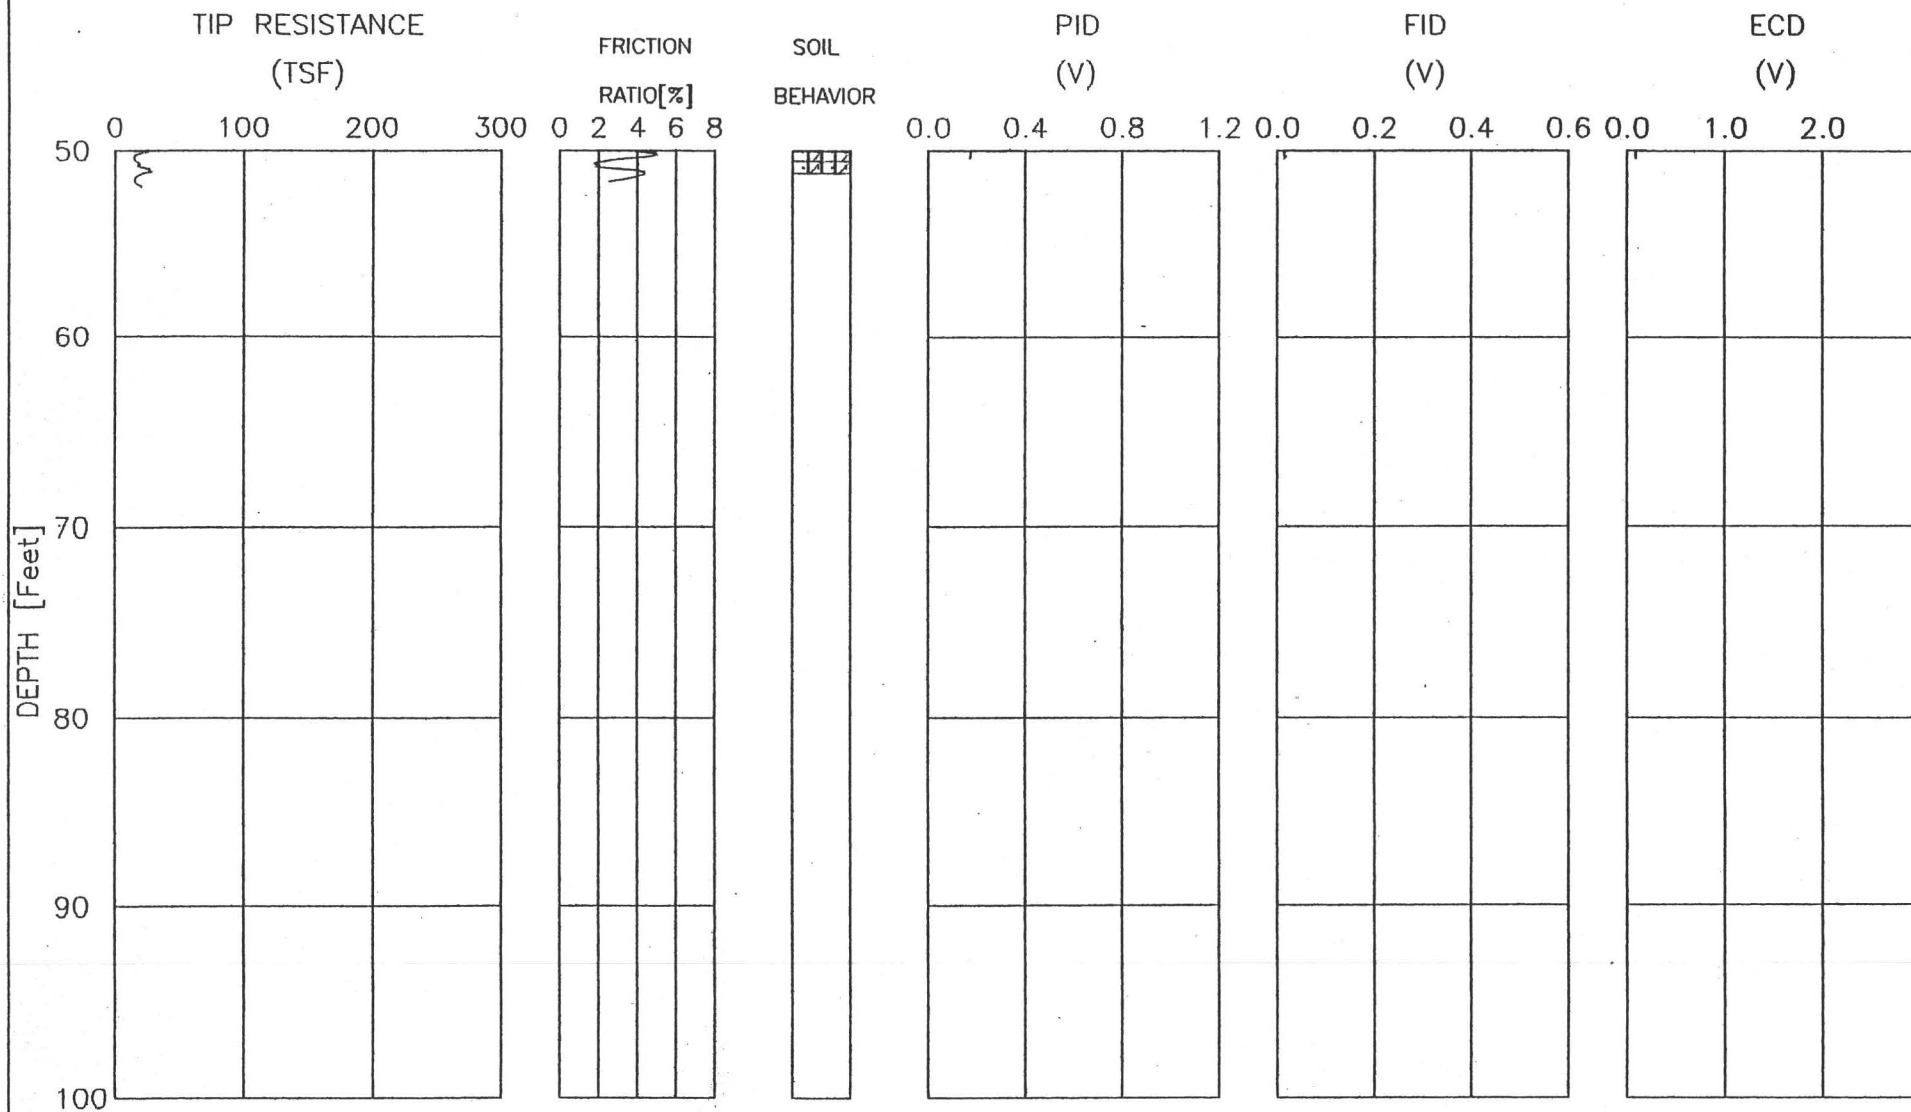 TIP RESISTANCE
(TSF)
0 100 200 300
FRICTION
RATIO[%]
0 2 4 6 8
SOIL
BEHAVIOR
PID
(V)
0.0 0.4 0.8 1.2
FID
(V)
0.0 0.2 0.4 0.6
ECD
(V)
0.0 1.0 2.0
50
60
70
80
90
100
DEPTH [Feet]